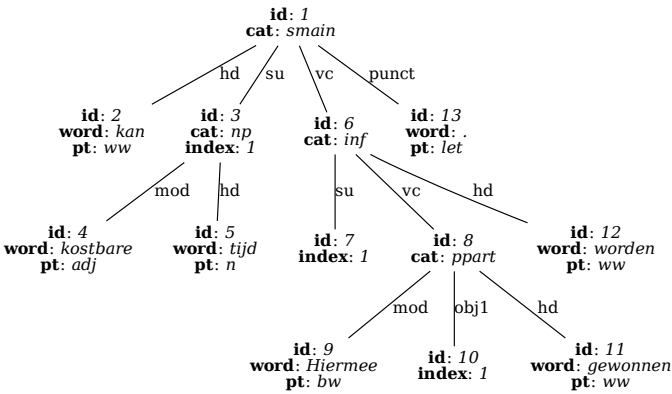 id: 1
cat: smain
hd su vc punct
id: 2
word: kan
pt: ww
id: 3
cat: np
index: 1
id: 6
cat: inf
id: 13
word: .
pt: let
mod hd su vc hd
id: 4
word: kostbare
pt: adj
id: 5
word: tijd
pt: n
id: 7
index: 1
id: 8
cat: ppart
id: 12
word: worden
pt: ww
mod obj1 hd
id: 9
word: Hiermee
pt: bw
id: 10
index: 1
id: 11
word: gewonnen
pt: ww